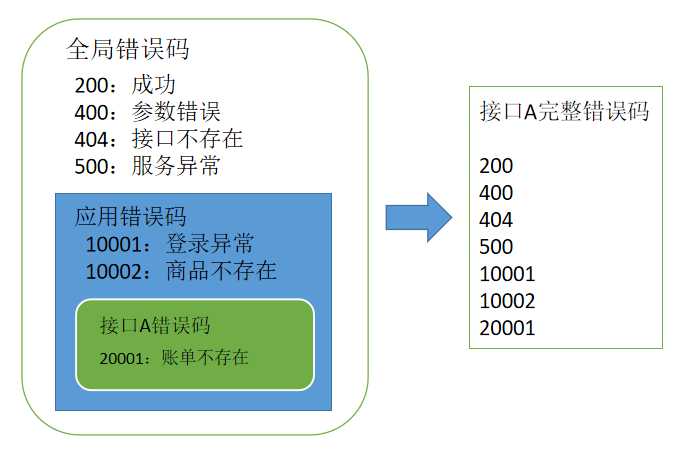 全局错误码
200：成功
400：参数错误
404：接口不存在
500：服务异常
应用错误码
10001：登录异常
10002：商品不存在
接口A错误码
20001：账单不存在
接口A完整错误码
200
400
404
500
10001
10002
20001